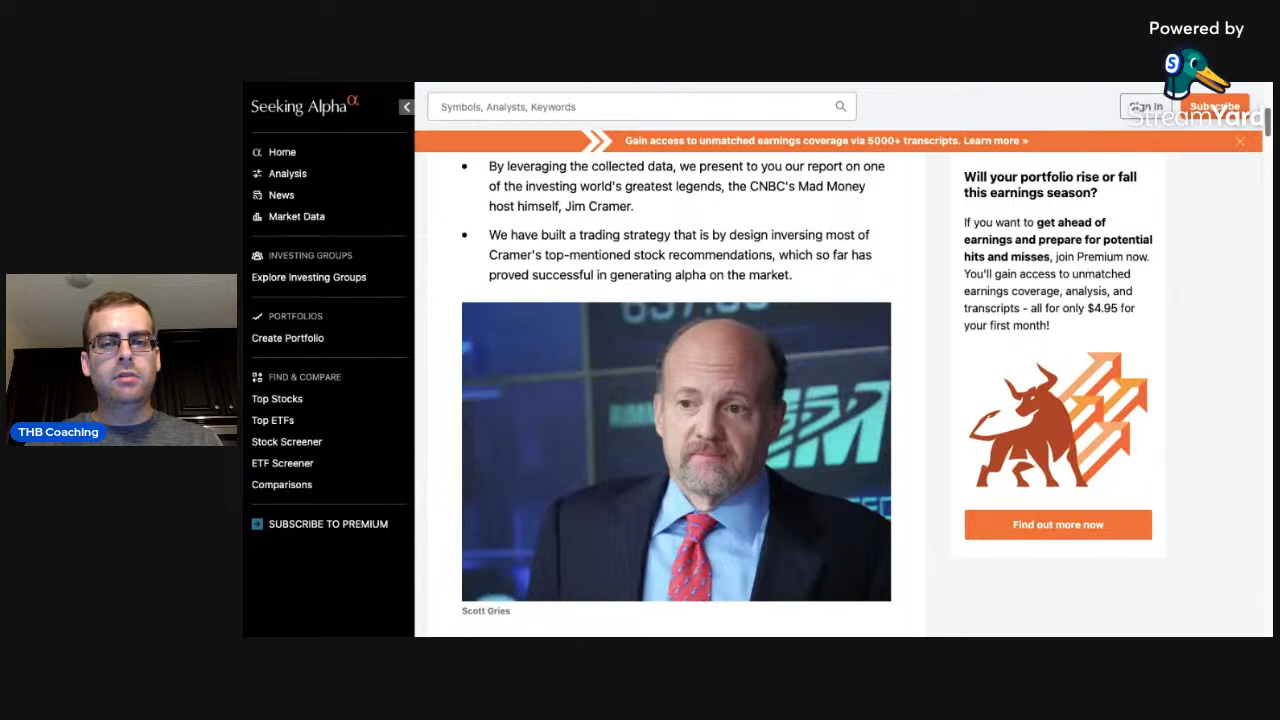 Powered by
StreamYard
Seeking Alphaα
Symbols, Analysts, Keywords
Sign In
Subscribe
Gain access to unmatched earnings coverage via 5000+ transcripts. Learn more »
Home
Analysis
News
Market Data
INVESTING GROUPS
Explore Investing Groups
PORTFOLIOS
Create Portfolio
FIND & COMPARE
Top Stocks
Top ETFs
Stock Screener
ETF Screener
Comparisons
SUBSCRIBE TO PREMIUM
THB Coaching
By leveraging the collected data, we present to you our report on one
of the investing world's greatest legends, the CNBC's Mad Money
host himself, Jim Cramer.
We have built a trading strategy that is by design inversing most of
Cramer's top-mentioned stock recommendations, which so far has
proved successful in generating alpha on the market.
Scott Gries
Will your portfolio rise or fall
this earnings season?
If you want to get ahead of
earnings and prepare for potential
hits and misses, join Premium now.
You'll gain access to unmatched
earnings coverage, analysis, and
transcripts - all for only $4.95 for
your first month!
Find out more now